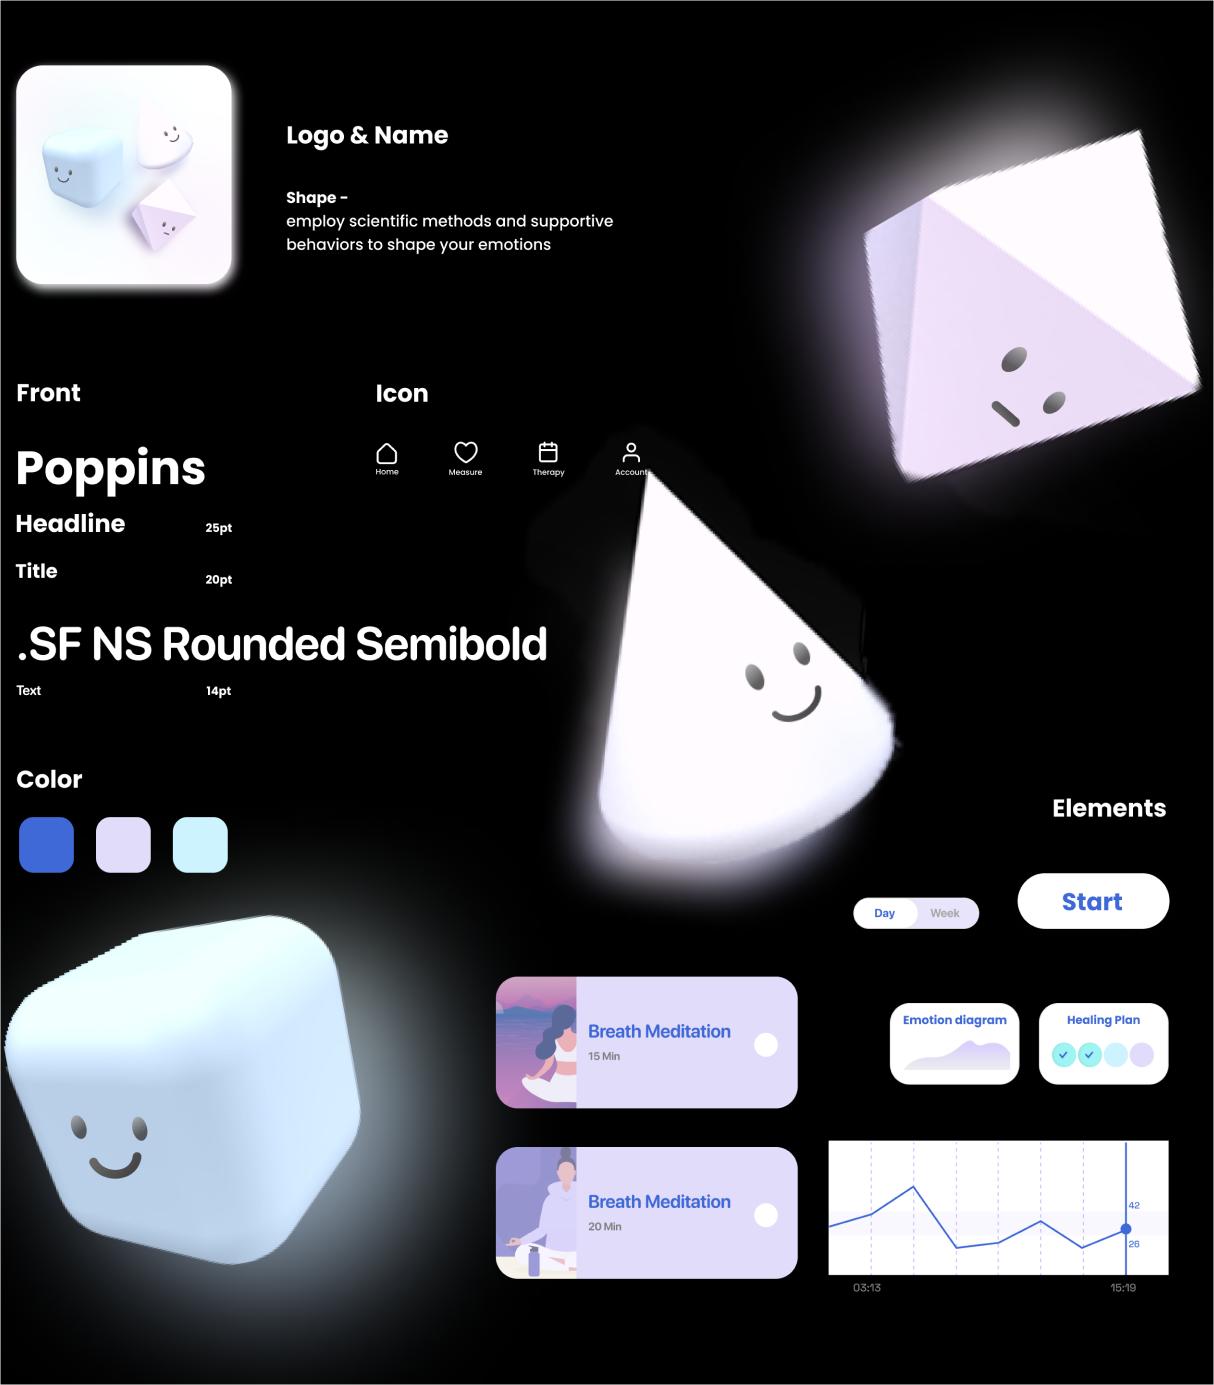 Logo & Name
Shape -
employ scientific methods and supportive
behaviors to shape your emotions
Front
Icon
Poppins
Home
Measure
Therapy
Account
Headline
25pt
Title
20pt
.SF NS Rounded Semibold
Text
14pt
Color
Elements
Day
Week
Start
Breath Meditation
15 Min
Emotion diagram
Healing Plan
Breath Meditation
20 Min
42
26
03:13
15:19